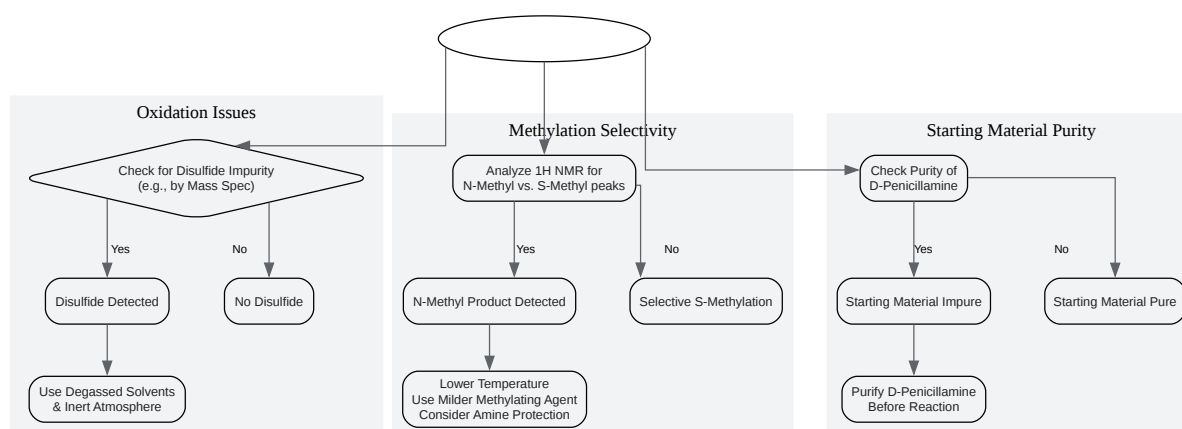 Oxidation Issues
Check for Disulfide Impurity
(e.g., by Mass Spec)
Yes
No
Disulfide Detected
No Disulfide
Use Degassed Solvents
& Inert Atmosphere
Methylation Selectivity
Analyze 1H NMR for
N-Methyl vs. S-Methyl peaks
Yes
No
N-Methyl Product Detected
Selective S-Methylation
Lower Temperature
Use Milder Methylating Agent
Consider Amine Protection
Starting Material Purity
Check Purity of
D-Penicillamine
Yes
No
Starting Material Impure
Starting Material Pure
Purify D-Penicillamine
Before Reaction